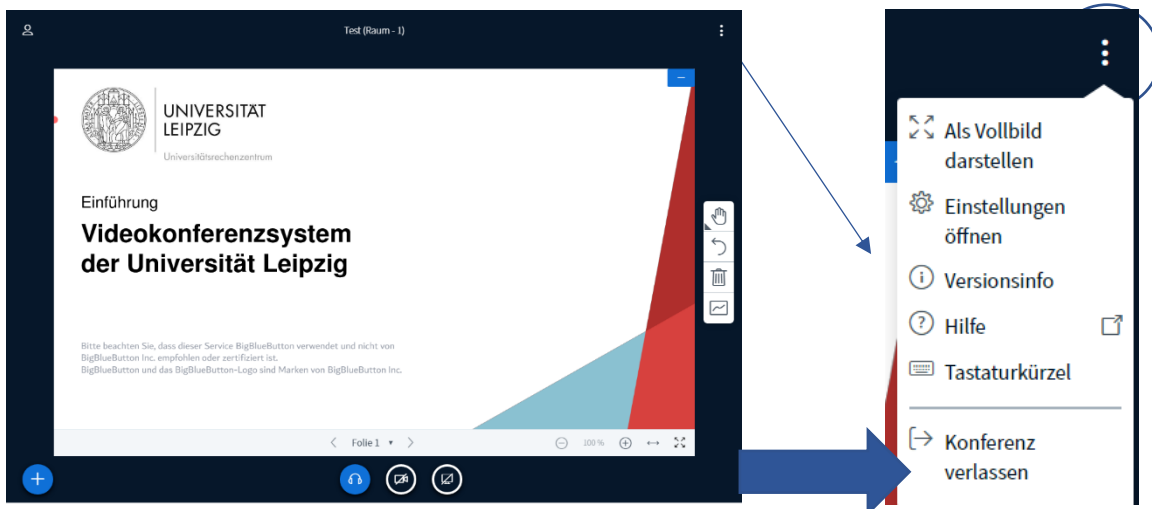 Test (Raum - 1)
UNIVERSITÄT
LEIPZIG
Universitätsrechenzentrum
Einführung
Videokonferenzsystem
der Universität Leipzig
Bitte beachten Sie, dass dieser Service BigBlueButton verwendet und nicht von
BigBlueButton Inc. empfohlen oder zertifiziert ist.
BigBlueButton und das BigBlueButton-Logo sind Marken von BigBlueButton Inc.
Folie 1
100 %
Als Vollbild
darstellen
Einstellungen
öffnen
Versionsinfo
Hilfe
Tastaturkürzel
Konferenz
verlassen